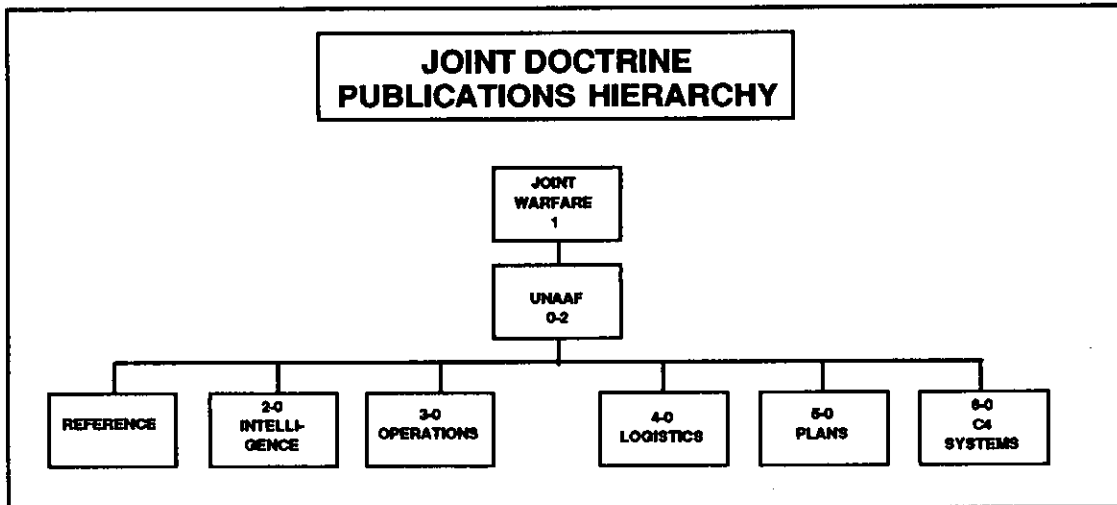 JOINT DOCTRINE
PUBLICATIONS HIERARCHY
JOINT
WARFARE
1
UNAAF
0-2
REFERENCE
2-0
INTELLI-
GENCE
3-0
OPERATIONS
4-0
LOGISTICS
5-0
PLANS
6-0
C4
SYSTEMS